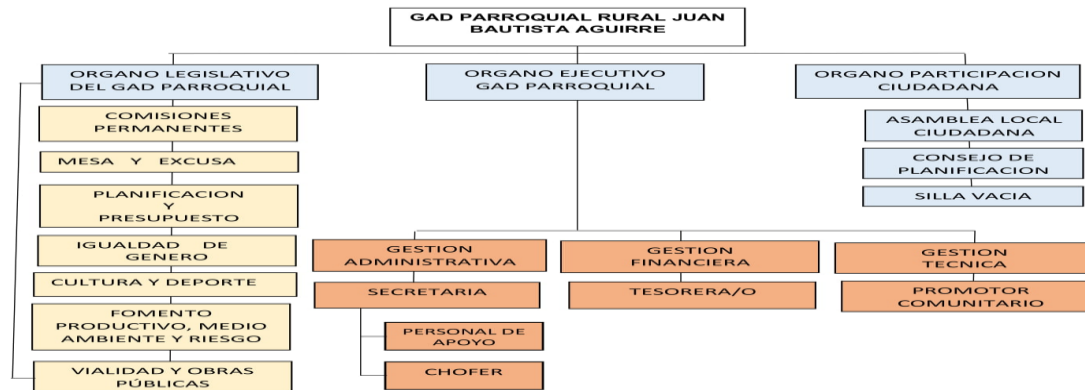 GAD PARROQUIAL RURAL JUAN
BAUTISTA AGUIRRE
ORGANO LEGISLATIVO
DEL GAD PARROQUIAL
COMISIONES
PERMANENTES
MESA Y EXCUSA
PLANIFICACION
Y
PRESUPUESTO
IGUALDAD DE
GENERO
CULTURA Y DEPORTE
FOMENTO
PRODUCTIVO, MEDIO
AMBIENTE Y RIESGO
VIALIDAD Y OBRAS
PÚBLICAS
ORGANO EJECUTIVO
GAD PARROQUIAL
GESTION
ADMINISTRATIVA
SECRETARIA
PERSONAL DE
APOYO
CHOFER
GESTION
FINANCIERA
TESORERA/O
GESTION
TECNICA
PROMOTOR
COMUNITARIO
ORGANO PARTICIPACION
CIUDADANA
ASAMBLEA LOCAL
CIUDADANA
CONSEJO DE
PLANIFICACION
SILLA VACIA